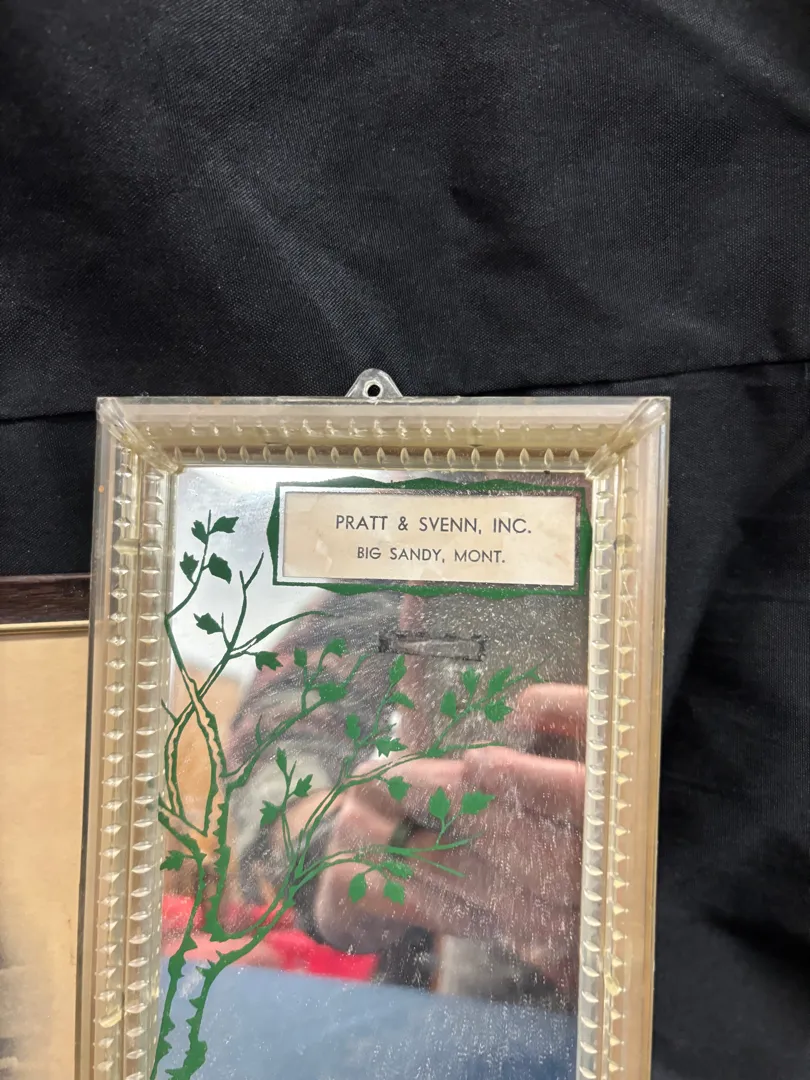 PRATT & SVENN, INC.
BIG SANDY, MONT.